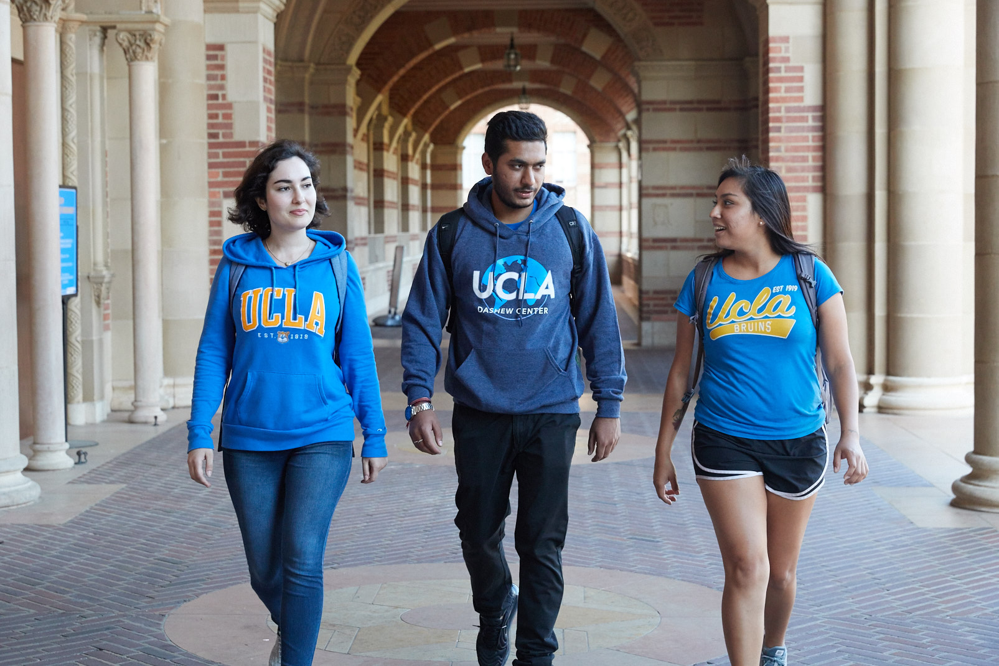 UCLA
EST. 1919
UCLA
DASHEW CENTER
EST 1919
Ucla
BRUINS